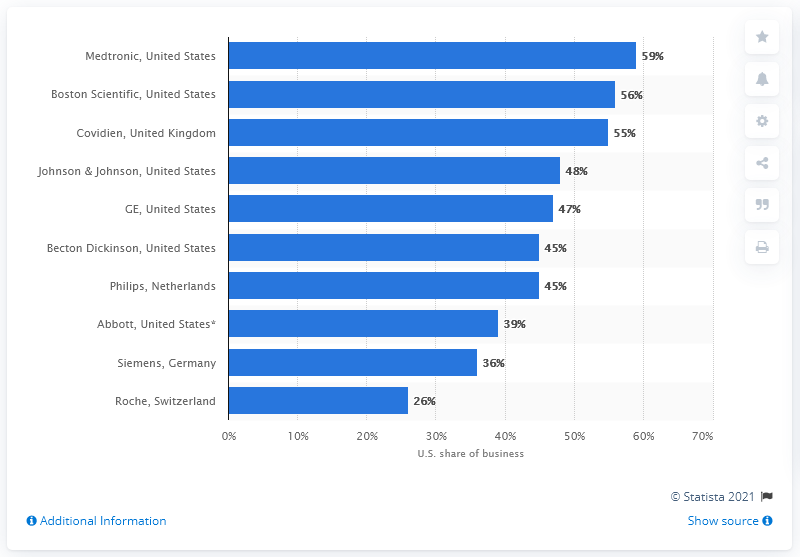 Medtronic, United States 59%
Boston Scientific, United States 56%
Covidien, United Kingdom 55%
Johnson & Johnson, United States 48%
GE, United States 47%
Becton Dickinson, United States 45%
Philips, Netherlands 45%
Abbott, United States* 39%
Siemens, Germany 36%
Roche, Switzerland 26%
0% 10% 20% 30% 40% 50% 60% 70%
U.S. share of business
© Statista 2021
Additional Information Show source